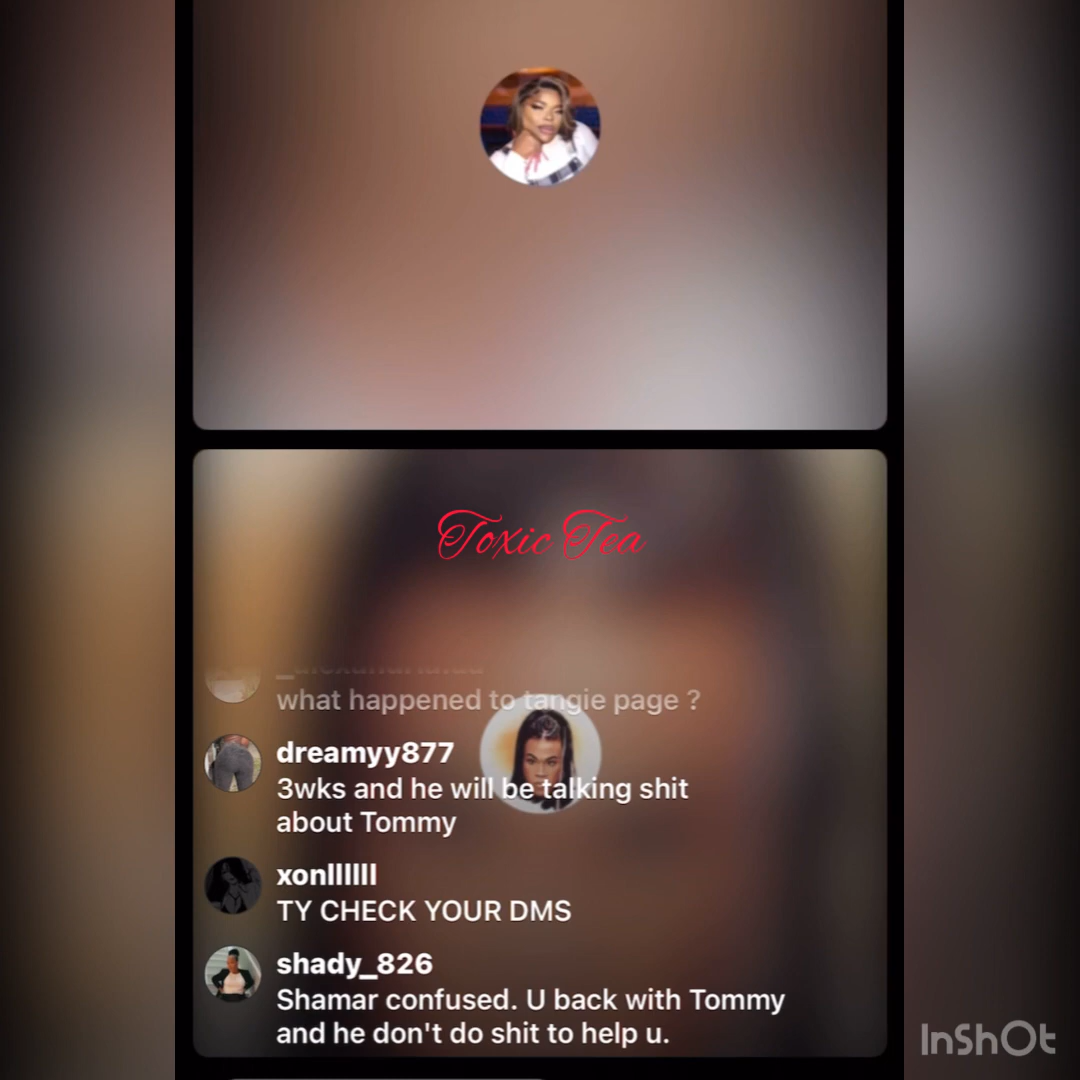 Toxic Tea
what happened to tangie page ?
dreamyy877
3wks and he will be talking shit
about Tommy
xonllllll
TY CHECK YOUR DMS
shady_826
Shamar confused. U back with Tommy
and he don't do shit to help u.
InShOt